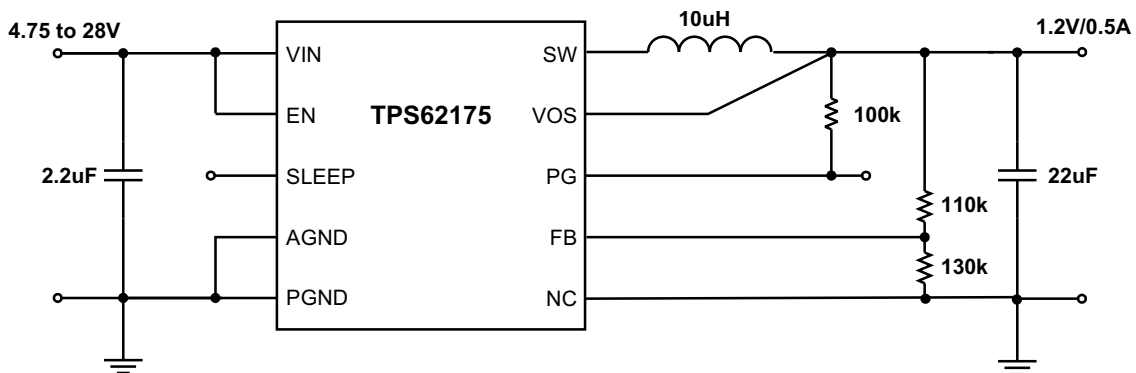 4.75 to 28V
10uH
1.2V/0.5A
VIN
SW
EN
TPS62175
VOS
100k
2.2uF
SLEEP
PG
22uF
110k
AGND
FB
130k
PGND
NC